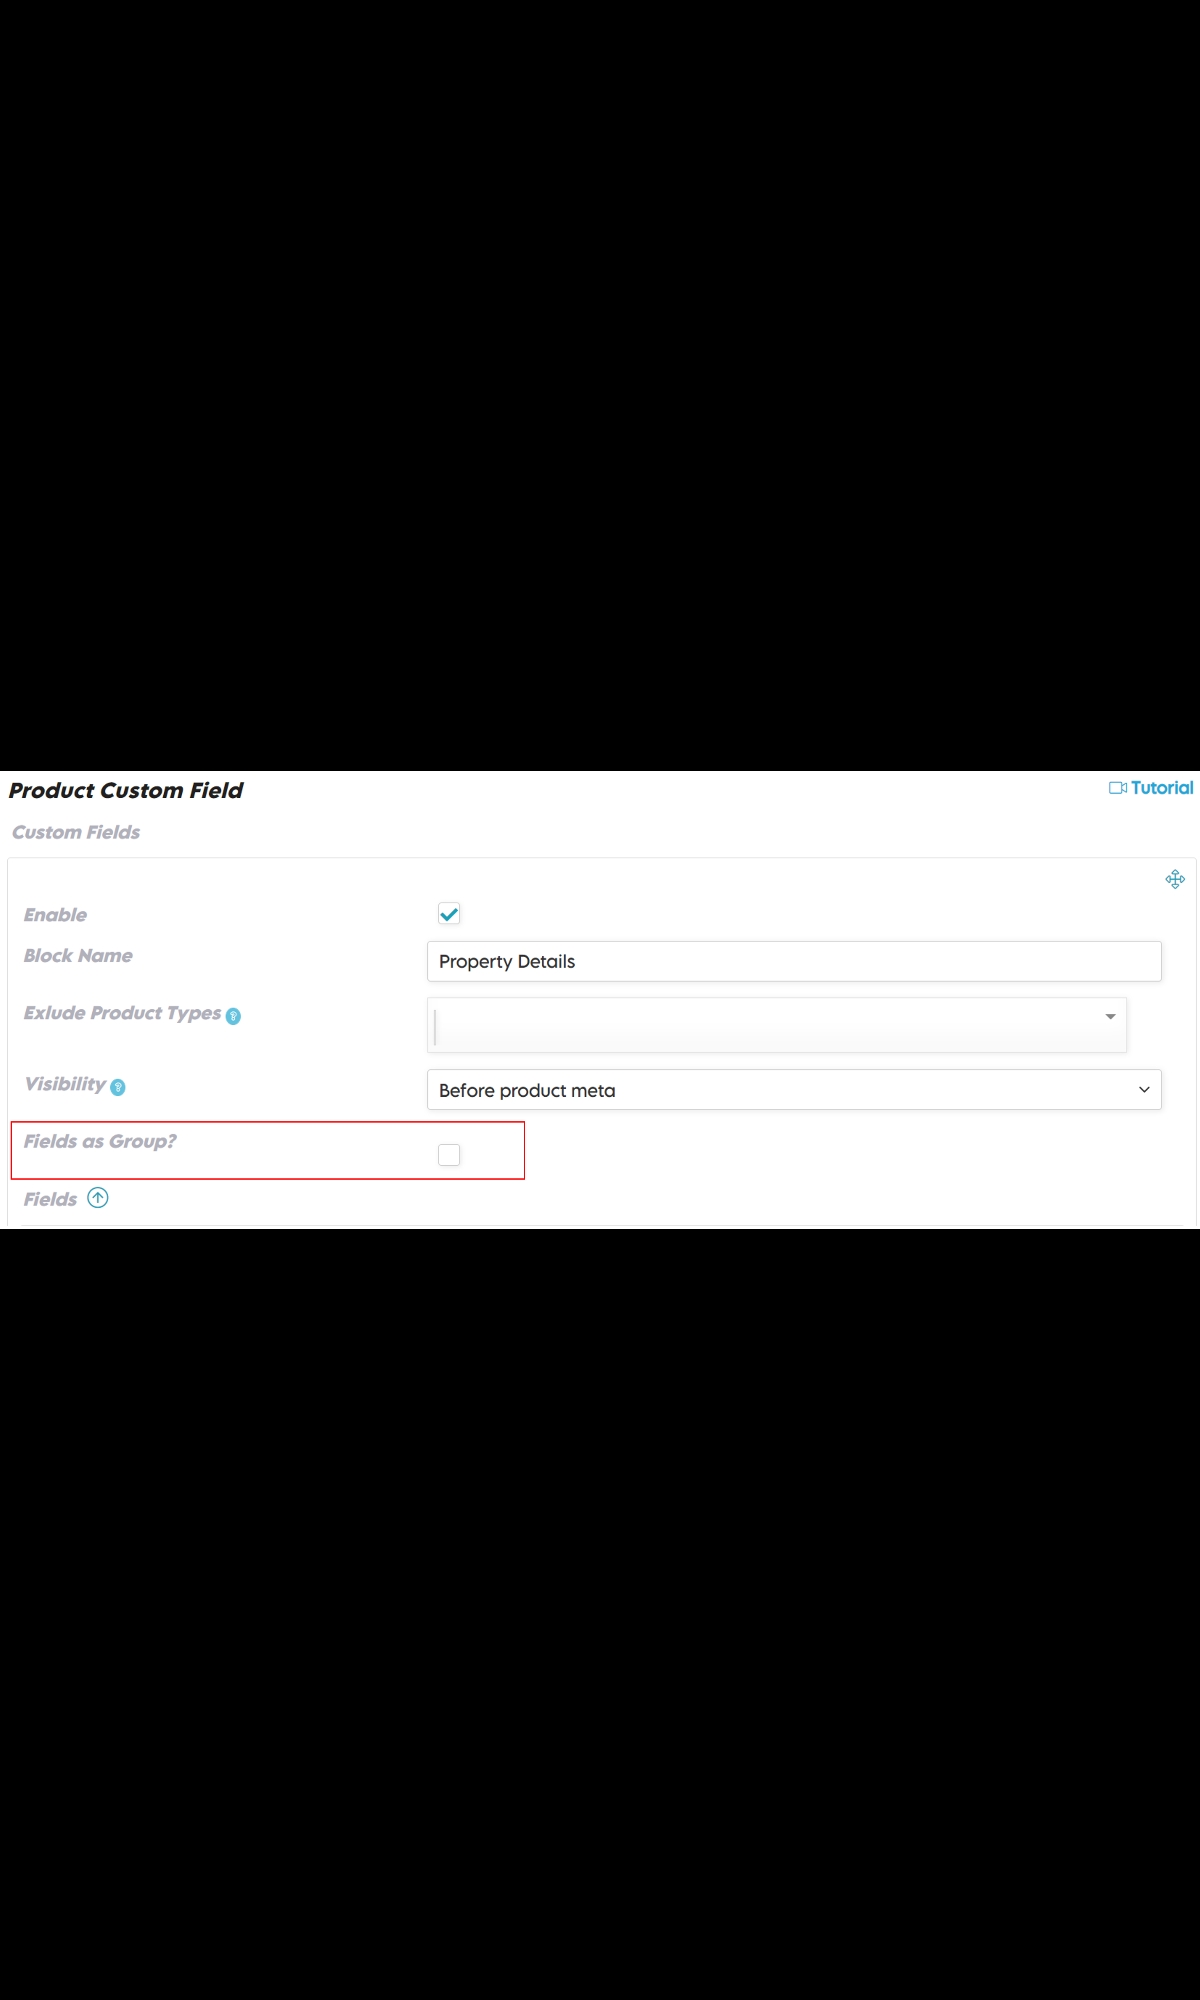 Product Custom Field
Tutorial
Custom Fields
Enable
Block Name
Property Details
Exlude Product Types ?
Visibility ?
Before product meta
Fields as Group?
Fields